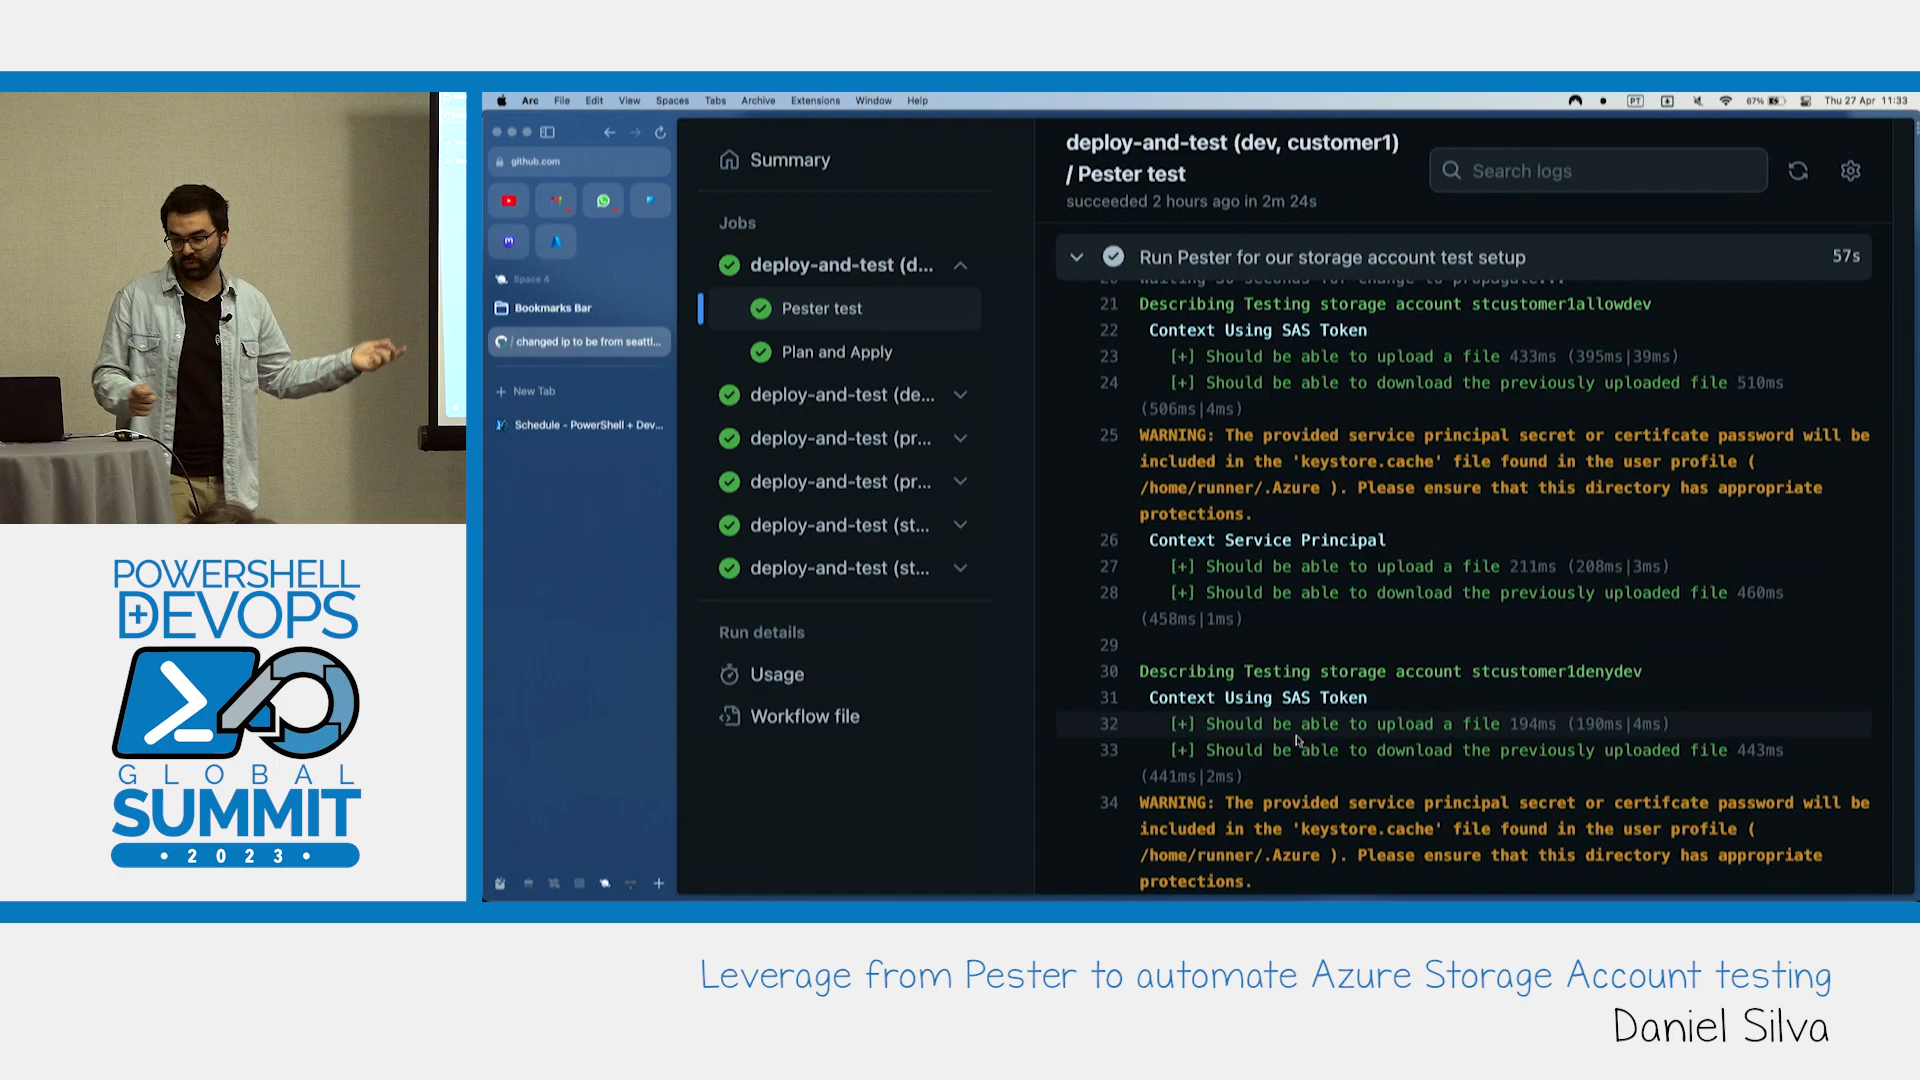 Arc File Edit View Spaces Tabs Archive Extensions Window Help
PT 67% Thu 27 Apr 11:33
github.com
Space 4
Bookmarks Bar
/ changed ip to be from seattl...
New Tab
Schedule - PowerShell + Dev...
Summary
Jobs
deploy-and-test (d...
Pester test
Plan and Apply
deploy-and-test (de...
deploy-and-test (pr...
deploy-and-test (pr...
deploy-and-test (st...
deploy-and-test (st...
Run details
Usage
Workflow file
deploy-and-test (dev, customer1)
/ Pester test
succeeded 2 hours ago in 2m 24s
Search logs
Run Pester for our storage account test setup 57s
21 Describing Testing storage account stcustomer1allowdev
22 Context Using SAS Token
23 [+] Should be able to upload a file 433ms (395ms|39ms)
24 [+] Should be able to download the previously uploaded file 510ms
(506ms|4ms)
25 WARNING: The provided service principal secret or certifcate password will be
included in the 'keystore.cache' file found in the user profile (
/home/runner/.Azure ). Please ensure that this directory has appropriate
protections.
26 Context Service Principal
27 [+] Should be able to upload a file 211ms (208ms|3ms)
28 [+] Should be able to download the previously uploaded file 460ms
(458ms|1ms)
29
30 Describing Testing storage account stcustomer1denydev
31 Context Using SAS Token
32 [+] Should be able to upload a file 194ms (190ms|4ms)
33 [+] Should be able to download the previously uploaded file 443ms
(441ms|2ms)
34 WARNING: The provided service principal secret or certifcate password will be
included in the 'keystore.cache' file found in the user profile (
/home/runner/.Azure ). Please ensure that this directory has appropriate
protections.
POWERSHELL
+DEVOPS
GLOBAL
SUMMIT
• 2023 •
Leverage from Pester to automate Azure Storage Account testing
Daniel Silva